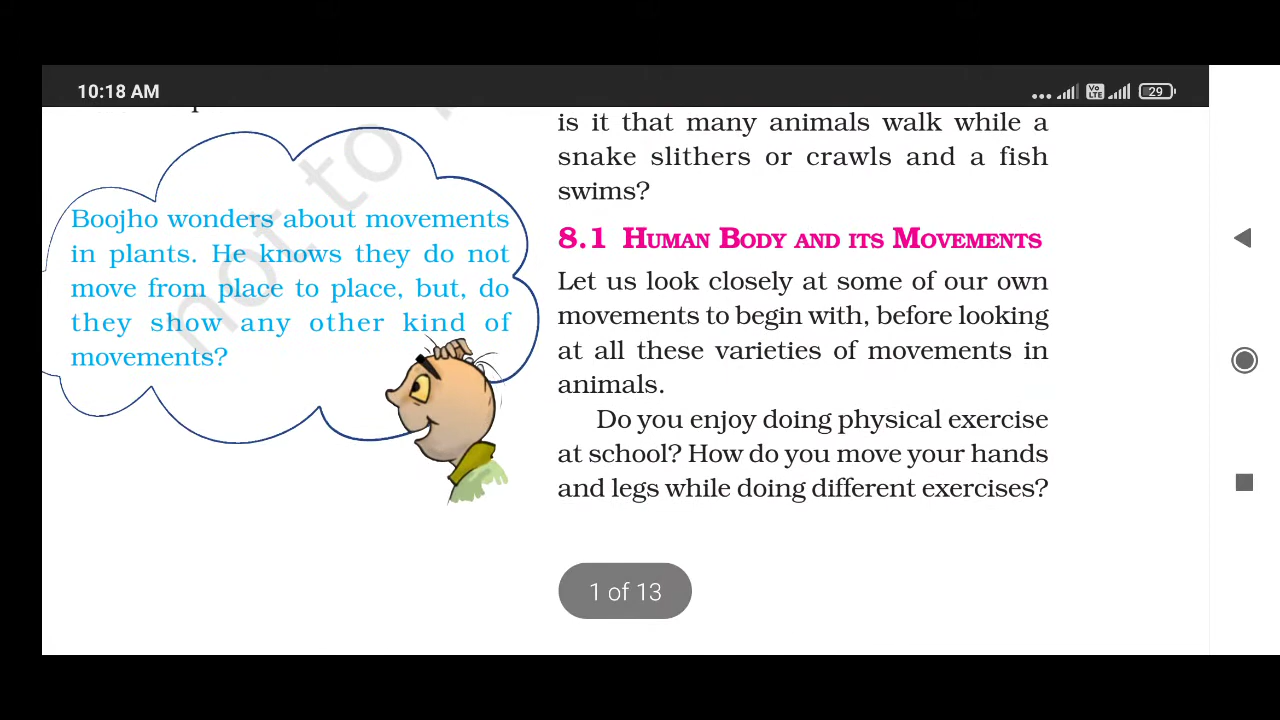 10:18 AM
Vo
LTE
29
Boojho wonders about movements
in plants. He knows they do not
move from place to place, but, do
they show any other kind of
movements?
not to
is it that many animals walk while a
snake slithers or crawls and a fish
swims?
8.1 HUMAN BODY AND ITS MOVEMENTS
Let us look closely at some of our own
movements to begin with, before looking
at all these varieties of movements in
animals.
Do you enjoy doing physical exercise
at school? How do you move your hands
and legs while doing different exercises?
1 of 13